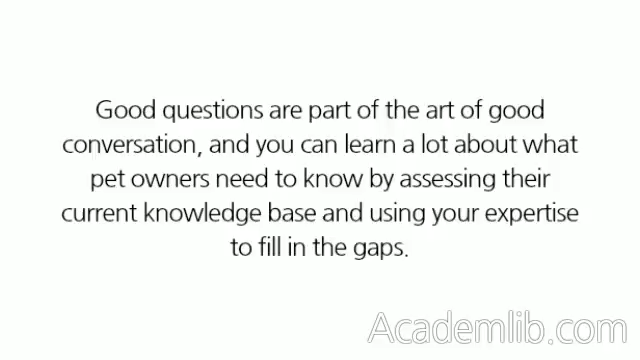 Good questions are part of the art of good
conversation, and you can learn a lot about what
pet owners need to know by assessing their
current knowledge base and using your expertise
to fill in the gaps.
Academlib.com